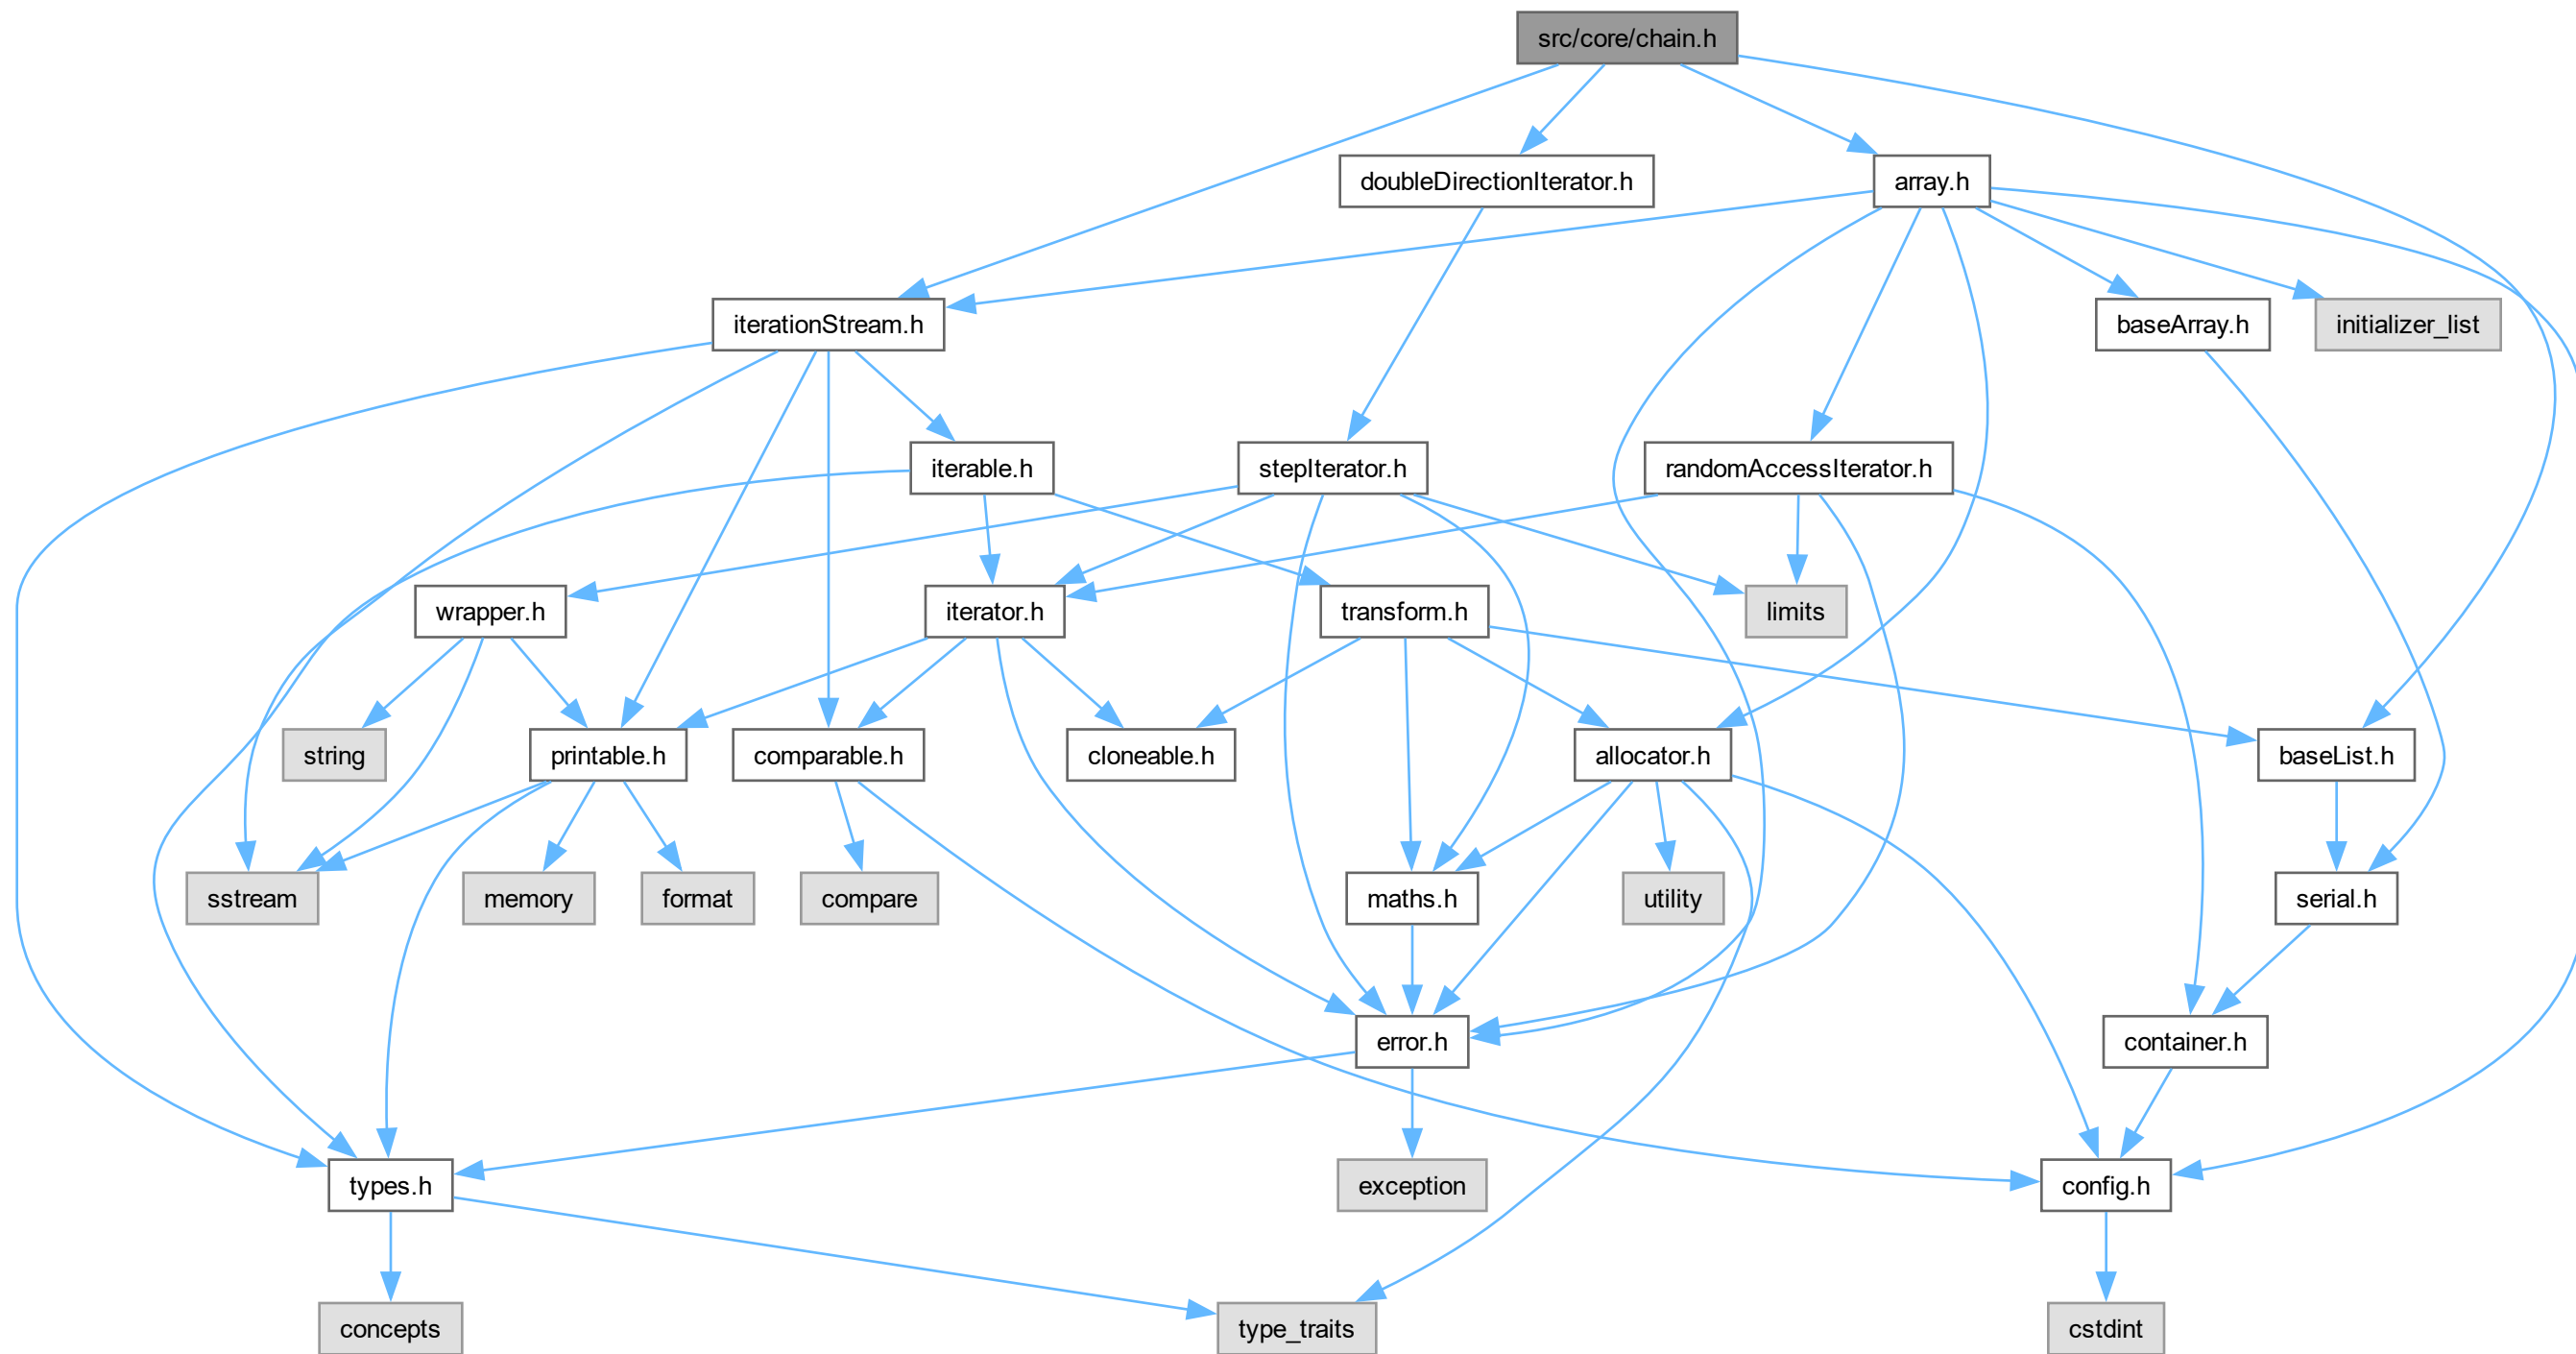 src/core/chain.h
doubleDirectionIterator.h
array.h
iterationStream.h
baseArray.h
initializer_list
iterable.h
stepIterator.h
randomAccessIterator.h
wrapper.h
iterator.h
transform.h
limits
string
printable.h
comparable.h
cloneable.h
allocator.h
baseList.h
sstream
memory
format
compare
maths.h
utility
serial.h
error.h
container.h
types.h
exception
config.h
concepts
type_traits
cstdint